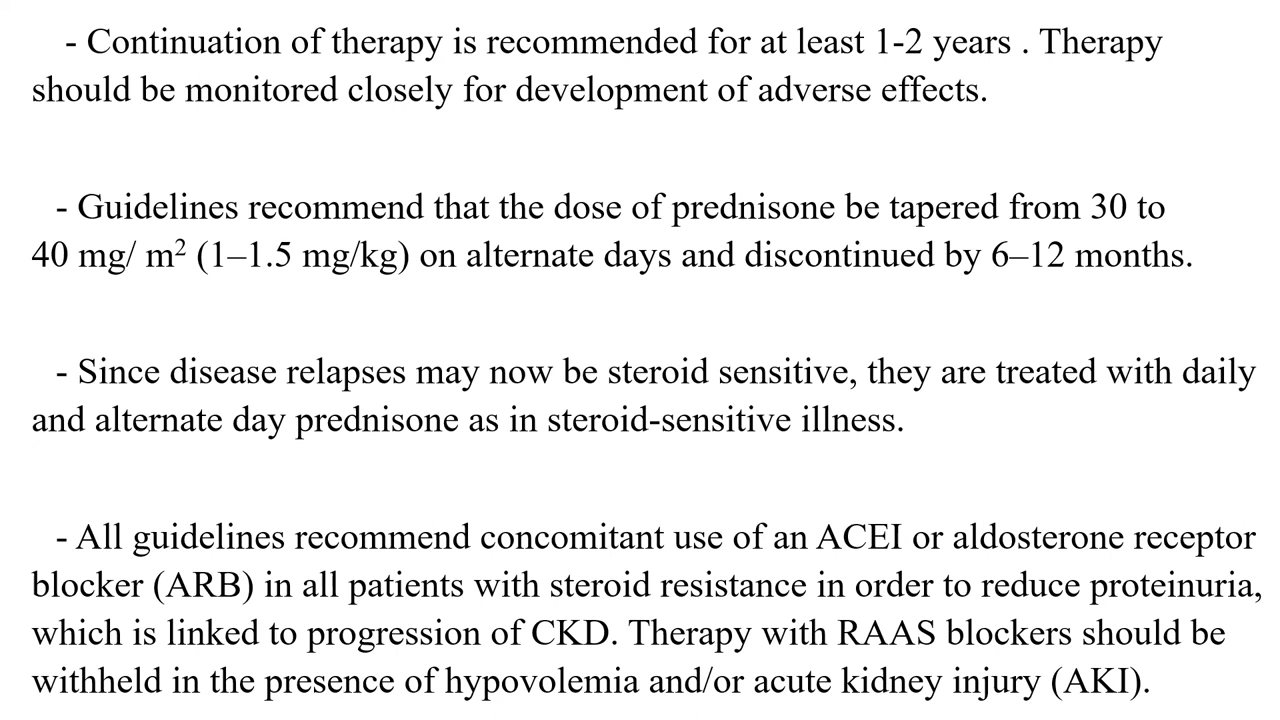 - Continuation of therapy is recommended for at least 1-2 years . Therapy
should be monitored closely for development of adverse effects.
- Guidelines recommend that the dose of prednisone be tapered from 30 to
40 mg/ m² (1–1.5 mg/kg) on alternate days and discontinued by 6–12 months.
- Since disease relapses may now be steroid sensitive, they are treated with daily
and alternate day prednisone as in steroid-sensitive illness.
- All guidelines recommend concomitant use of an ACEI or aldosterone receptor
blocker (ARB) in all patients with steroid resistance in order to reduce proteinuria,
which is linked to progression of CKD. Therapy with RAAS blockers should be
withheld in the presence of hypovolemia and/or acute kidney injury (AKI).